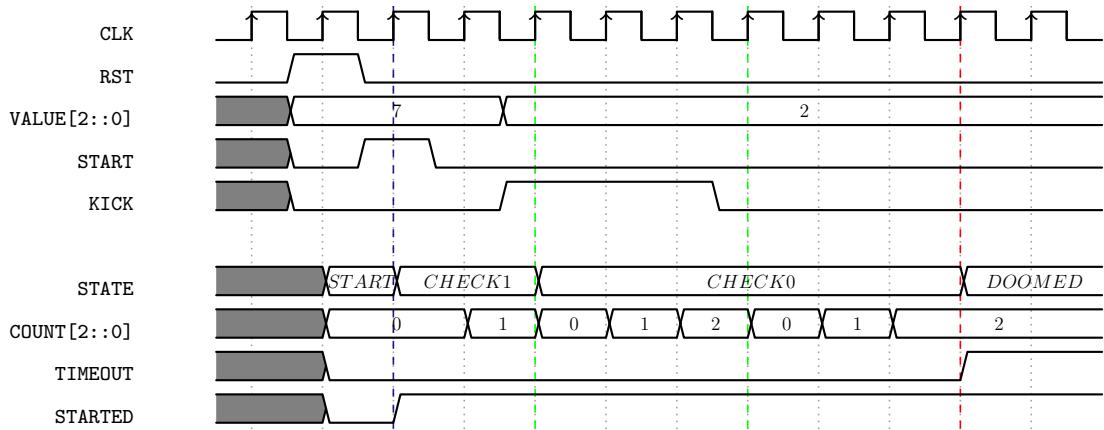 CLK
RST
VALUE[2::0] 7 2
START
KICK
STATE START CHECK1 CHECK0 DOOMED
COUNT[2::0] 0 1 0 1 2 0 1 2
TIMEOUT
STARTED